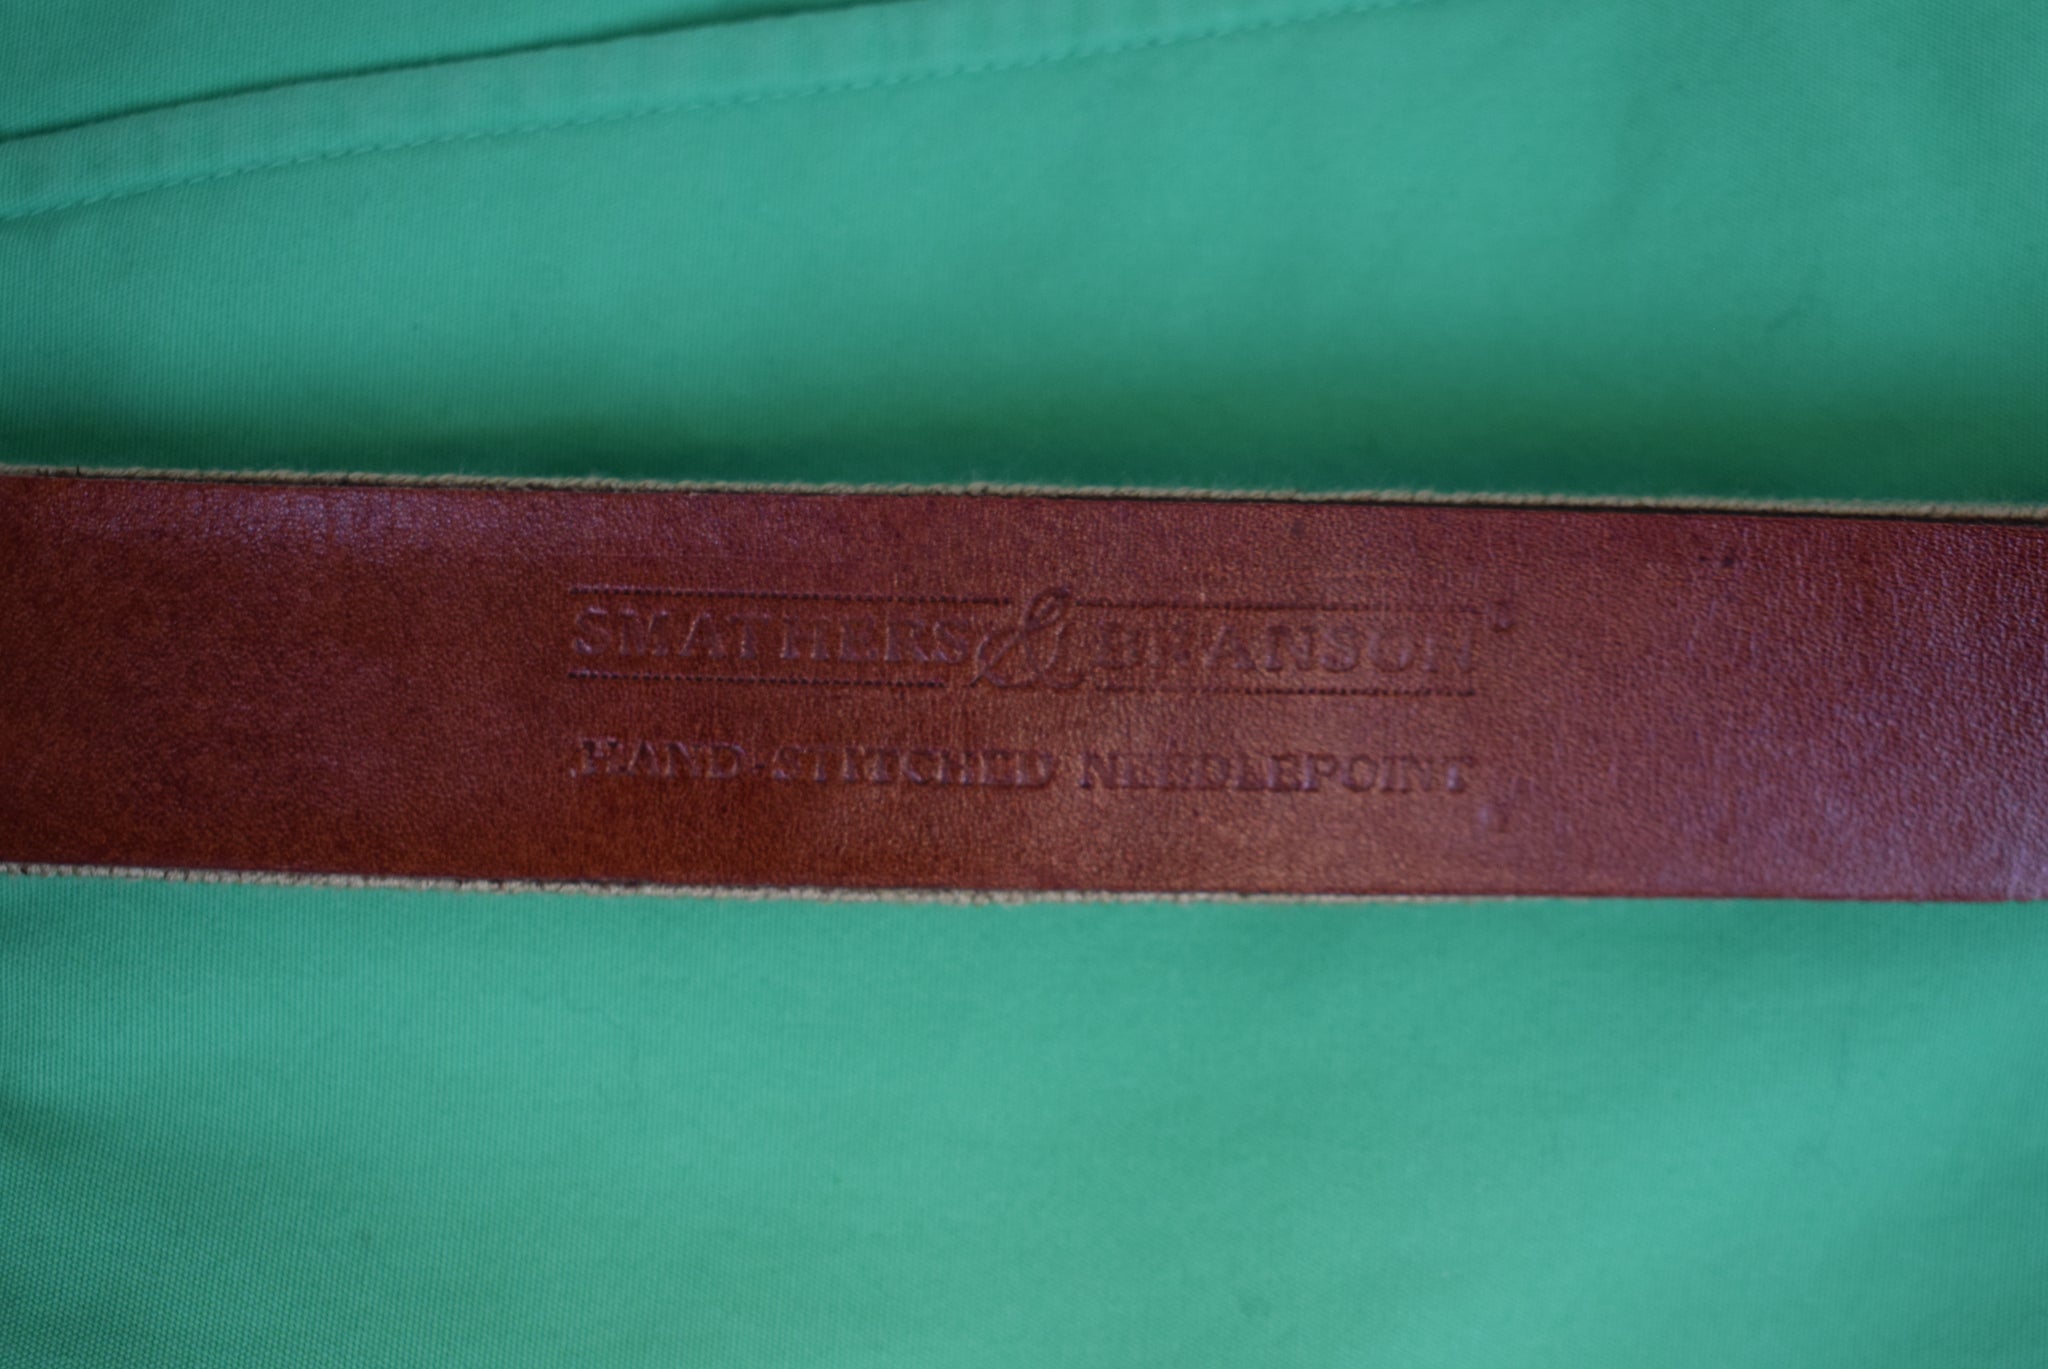 SMATHERS & BRANSON
HAND-STITCHED NEEDLEPOINT